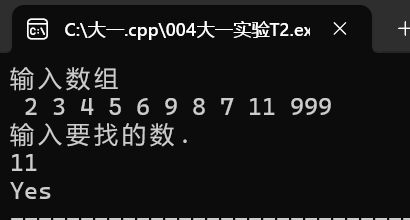 C:\大一.cpp\004大一实验T2.ex
输入数组
2 3 4 5 6 9 8 7 11 999
输入要找的数.
11
Yes